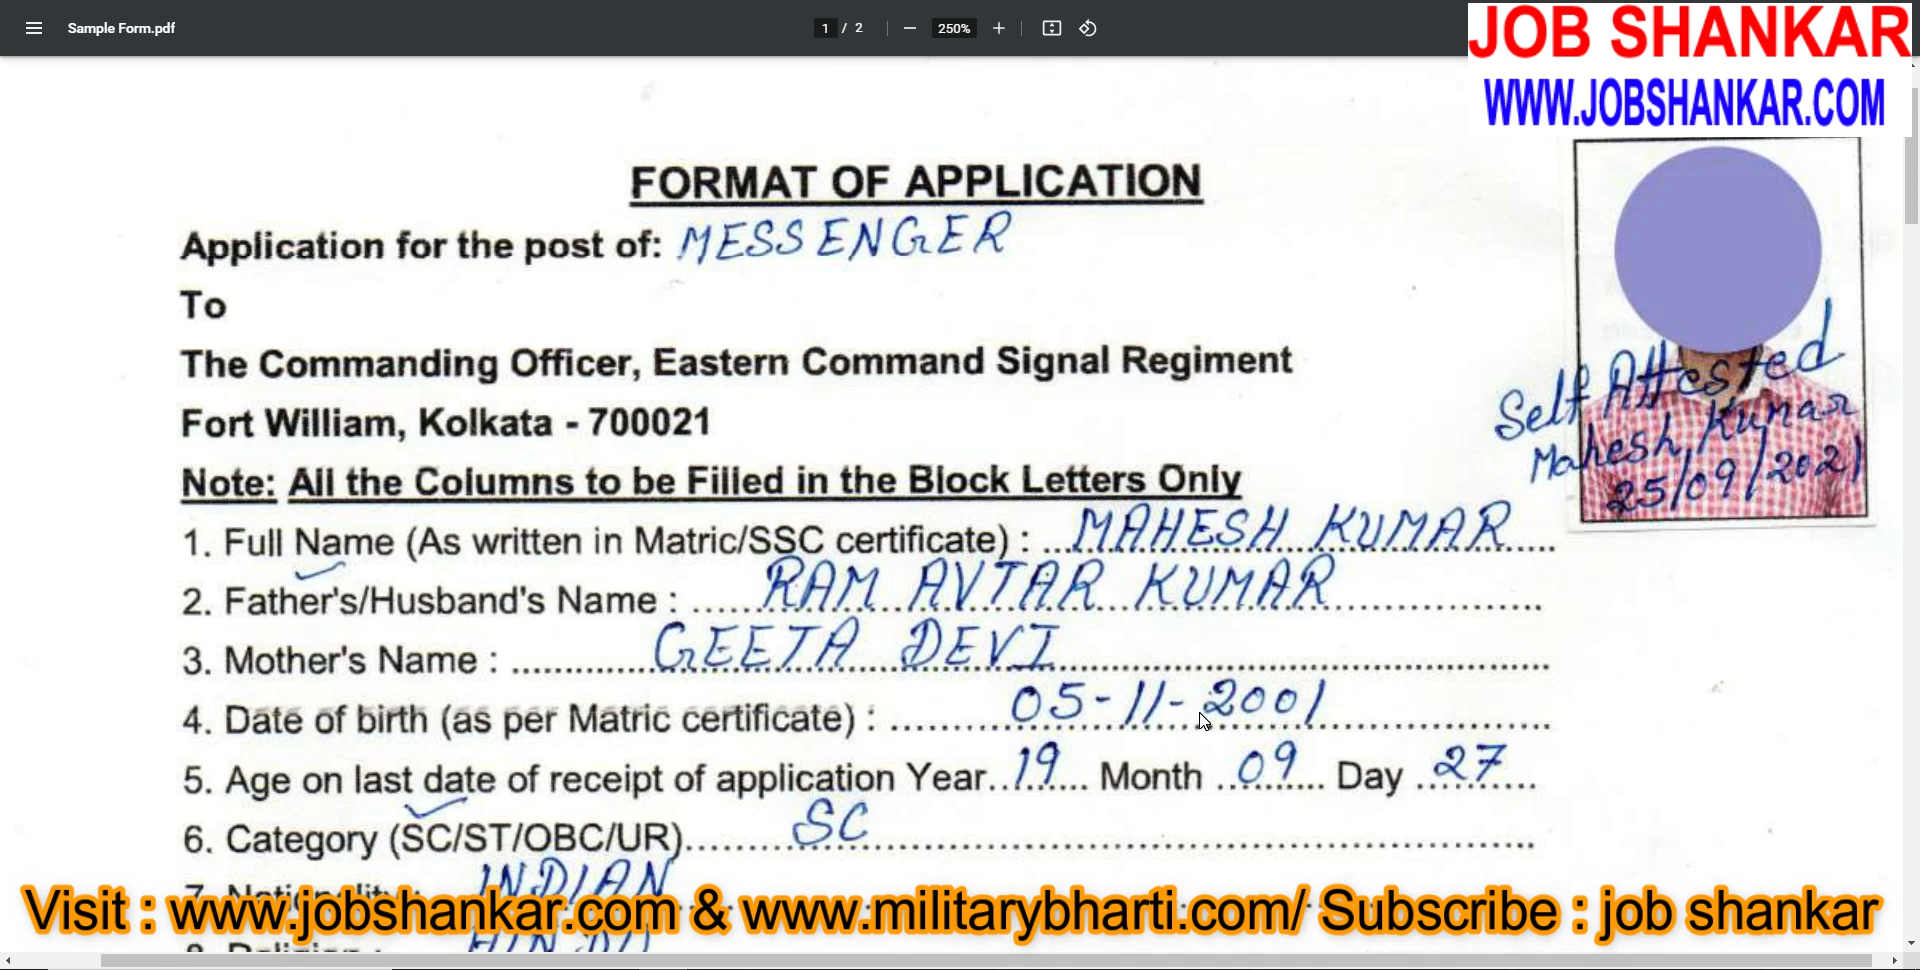 Sample Form.pdf
1 / 2
250%
JOB SHANKAR
WWW.JOBSHANKAR.COM
FORMAT OF APPLICATION
Application for the post of: MESSENGER
To
The Commanding Officer, Eastern Command Signal Regiment
Fort William, Kolkata - 700021
Self Attested
Mahesh Kumar
25/09/2021
Note: All the Columns to be Filled in the Block Letters Only
1. Full Name (As written in Matric/SSC certificate) : MAHESH KUMAR
2. Father's/Husband's Name : RAM AVTAR KUMAR
3. Mother's Name : GEETA DEVI
4. Date of birth (as per Matric certificate) : 05-11-2001
5. Age on last date of receipt of application Year 19 Month 09 Day 27
6. Category (SC/ST/OBC/UR) SC
7. Nationality : INDIAN
Visit : www.jobshankar.com & www.militarybharti.com/ Subscribe : job shankar
8. Religion : HINDU